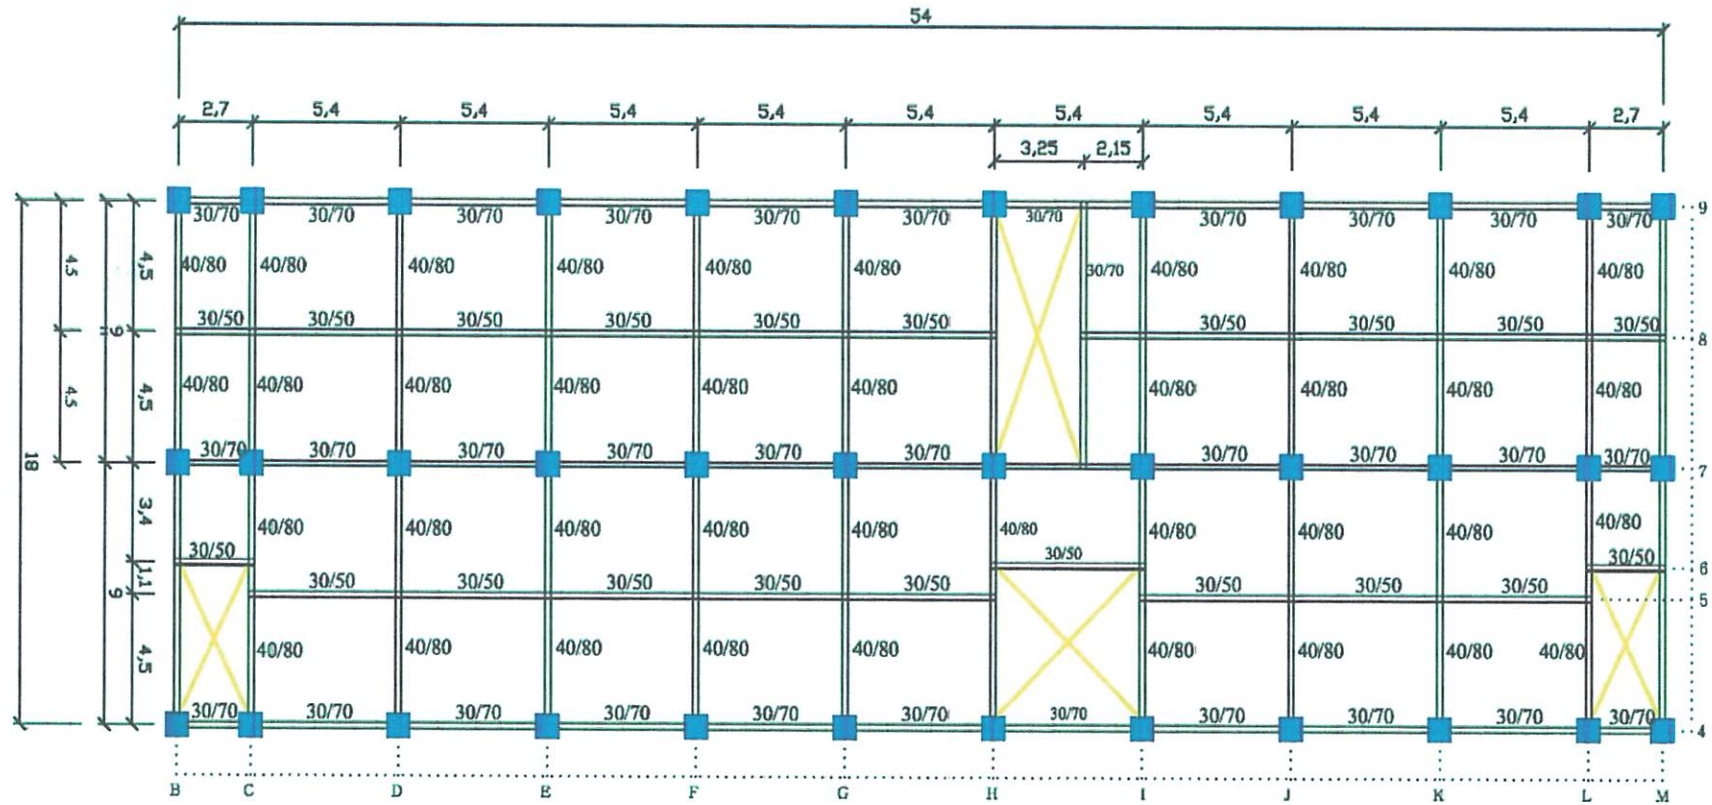 54
2,7 5,4 5,4 5,4 5,4 5,4 5,4 5,4 5,4 5,4 2,7
3,25 2,15
30/70 30/70 30/70 30/70 30/70 30/70 30/70 30/70 30/70 30/70 30/70 9
4,5 4,5 40/80 40/80 40/80 40/80 40/80 40/80 30/70 40/80 40/80 40/80 40/80
9 30/50 30/50 30/50 30/50 30/50 30/50 30/50 30/50 30/50 30/50 8
4,5 4,5 40/80 40/80 40/80 40/80 40/80 40/80 40/80 40/80 40/80 40/80
18 30/70 30/70 30/70 30/70 30/70 30/70 30/70 30/70 30/70 30/70 7
3,4 40/80 40/80 40/80 40/80 40/80 40/80 40/80 40/80 40/80 40/80
30/50 30/50 30/50 6
9 1,1 30/50 30/50 30/50 30/50 30/50 30/50 30/50 30/50 5
4,5 40/80 40/80 40/80 40/80 40/80 40/80 40/80 40/80 40/80
30/70 30/70 30/70 30/70 30/70 30/70 30/70 30/70 30/70 30/70 30/70 4
B C D E F G H I J K L M